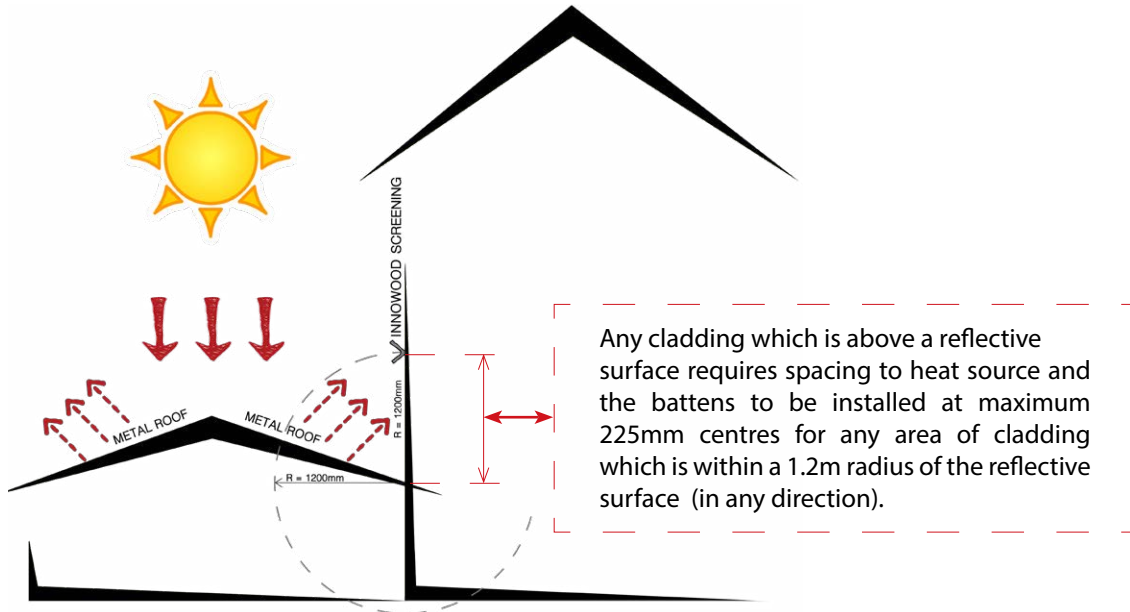 INNOWOOD SCREENING
METAL ROOF
METAL ROOF
R = 1200mm
R = 1200mm
Any cladding which is above a reflective
surface requires spacing to heat source and
the battens to be installed at maximum
225mm centres for any area of cladding
which is within a 1.2m radius of the reflective
surface (in any direction).